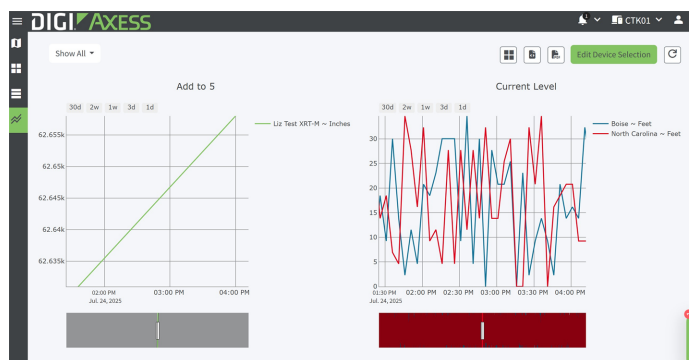 DIGI AXESS
CTK01
Show All
Edit Device Selection
Add to 5
30d 2w 1w 3d 1d
62.655k
62.65k
62.645k
62.64k
62.635k
02:00 PM 03:00 PM 04:00 PM
Jul. 24, 2025
Liz Test XRT-M ~ Inches
Current Level
30d 2w 1w 3d 1d
30
25
20
15
10
5
0
01:30 PM 02:00 PM 02:30 PM 03:00 PM 03:30 PM 04:00 PM
Jul. 24, 2025
Boise ~ Feet
North Carolina ~ Feet